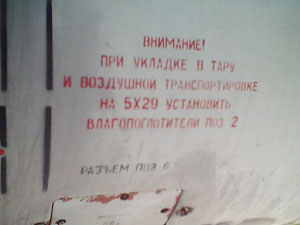 ВНИМАНИЕ!
ПРИ УКЛАДКЕ В ТАРУ
И ВОЗДУШНОЙ ТРАНСПОРТИРОВКЕ
НА 5Х29 УСТАНОВИТЬ
ВЛАГОПОГЛОТИТЕЛИ ПОЗ 2
РАЗЪЕМ ПОЗ 6